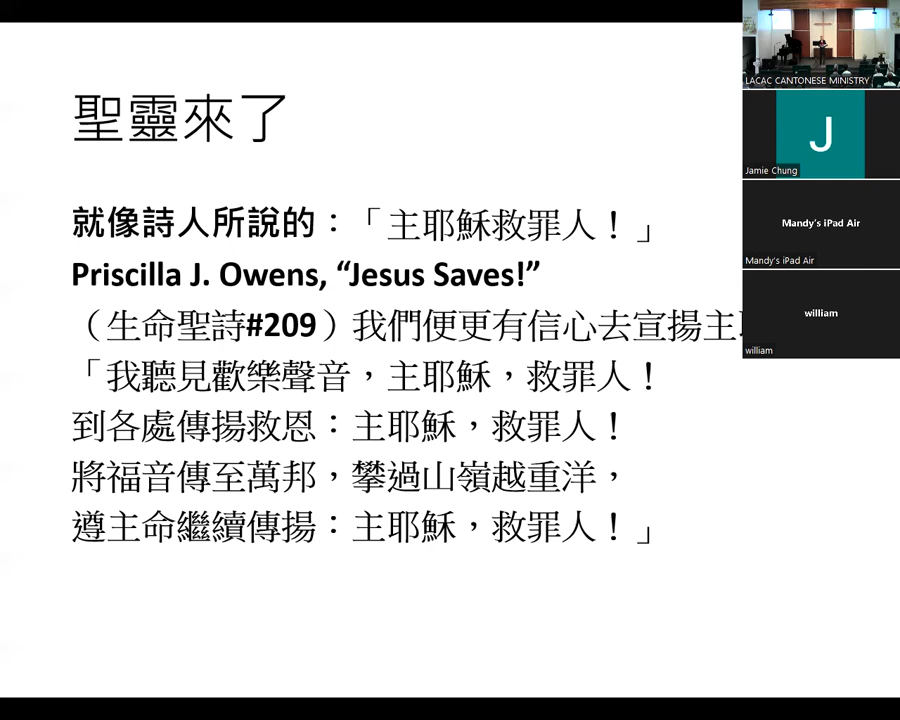 聖靈來了
就像詩人所說的：「主耶穌救罪人！」
Priscilla J. Owens, “Jesus Saves!”
（生命聖詩#209）我們便更有信心去宣揚主
「我聽見歡樂聲音，主耶穌，救罪人！
到各處傳揚救恩：主耶穌，救罪人！
將福音傳至萬邦，攀過山嶺越重洋，
遵主命繼續傳揚：主耶穌，救罪人！」
LACAC CANTONESE MINISTRY
J
Jamie Chung
Mandy's iPad Air
Mandy's iPad Air
william
william